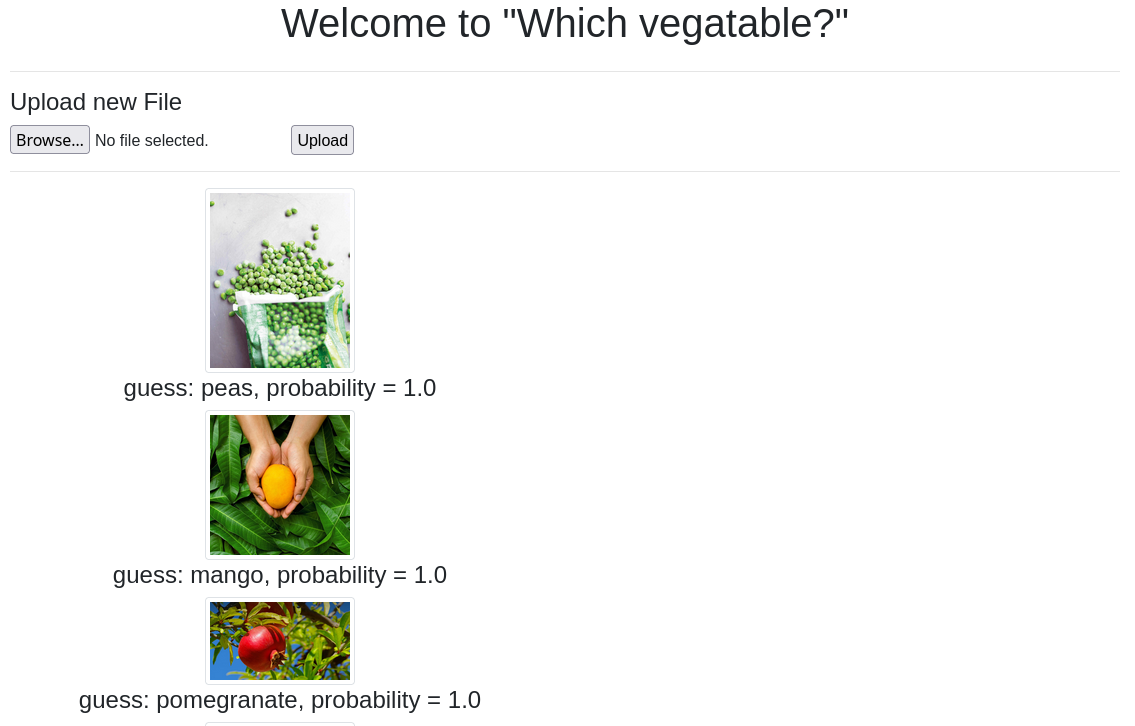 Welcome to "Which vegatable?"
Upload new File
Browse... No file selected. Upload
guess: peas, probability = 1.0
guess: mango, probability = 1.0
guess: pomegranate, probability = 1.0